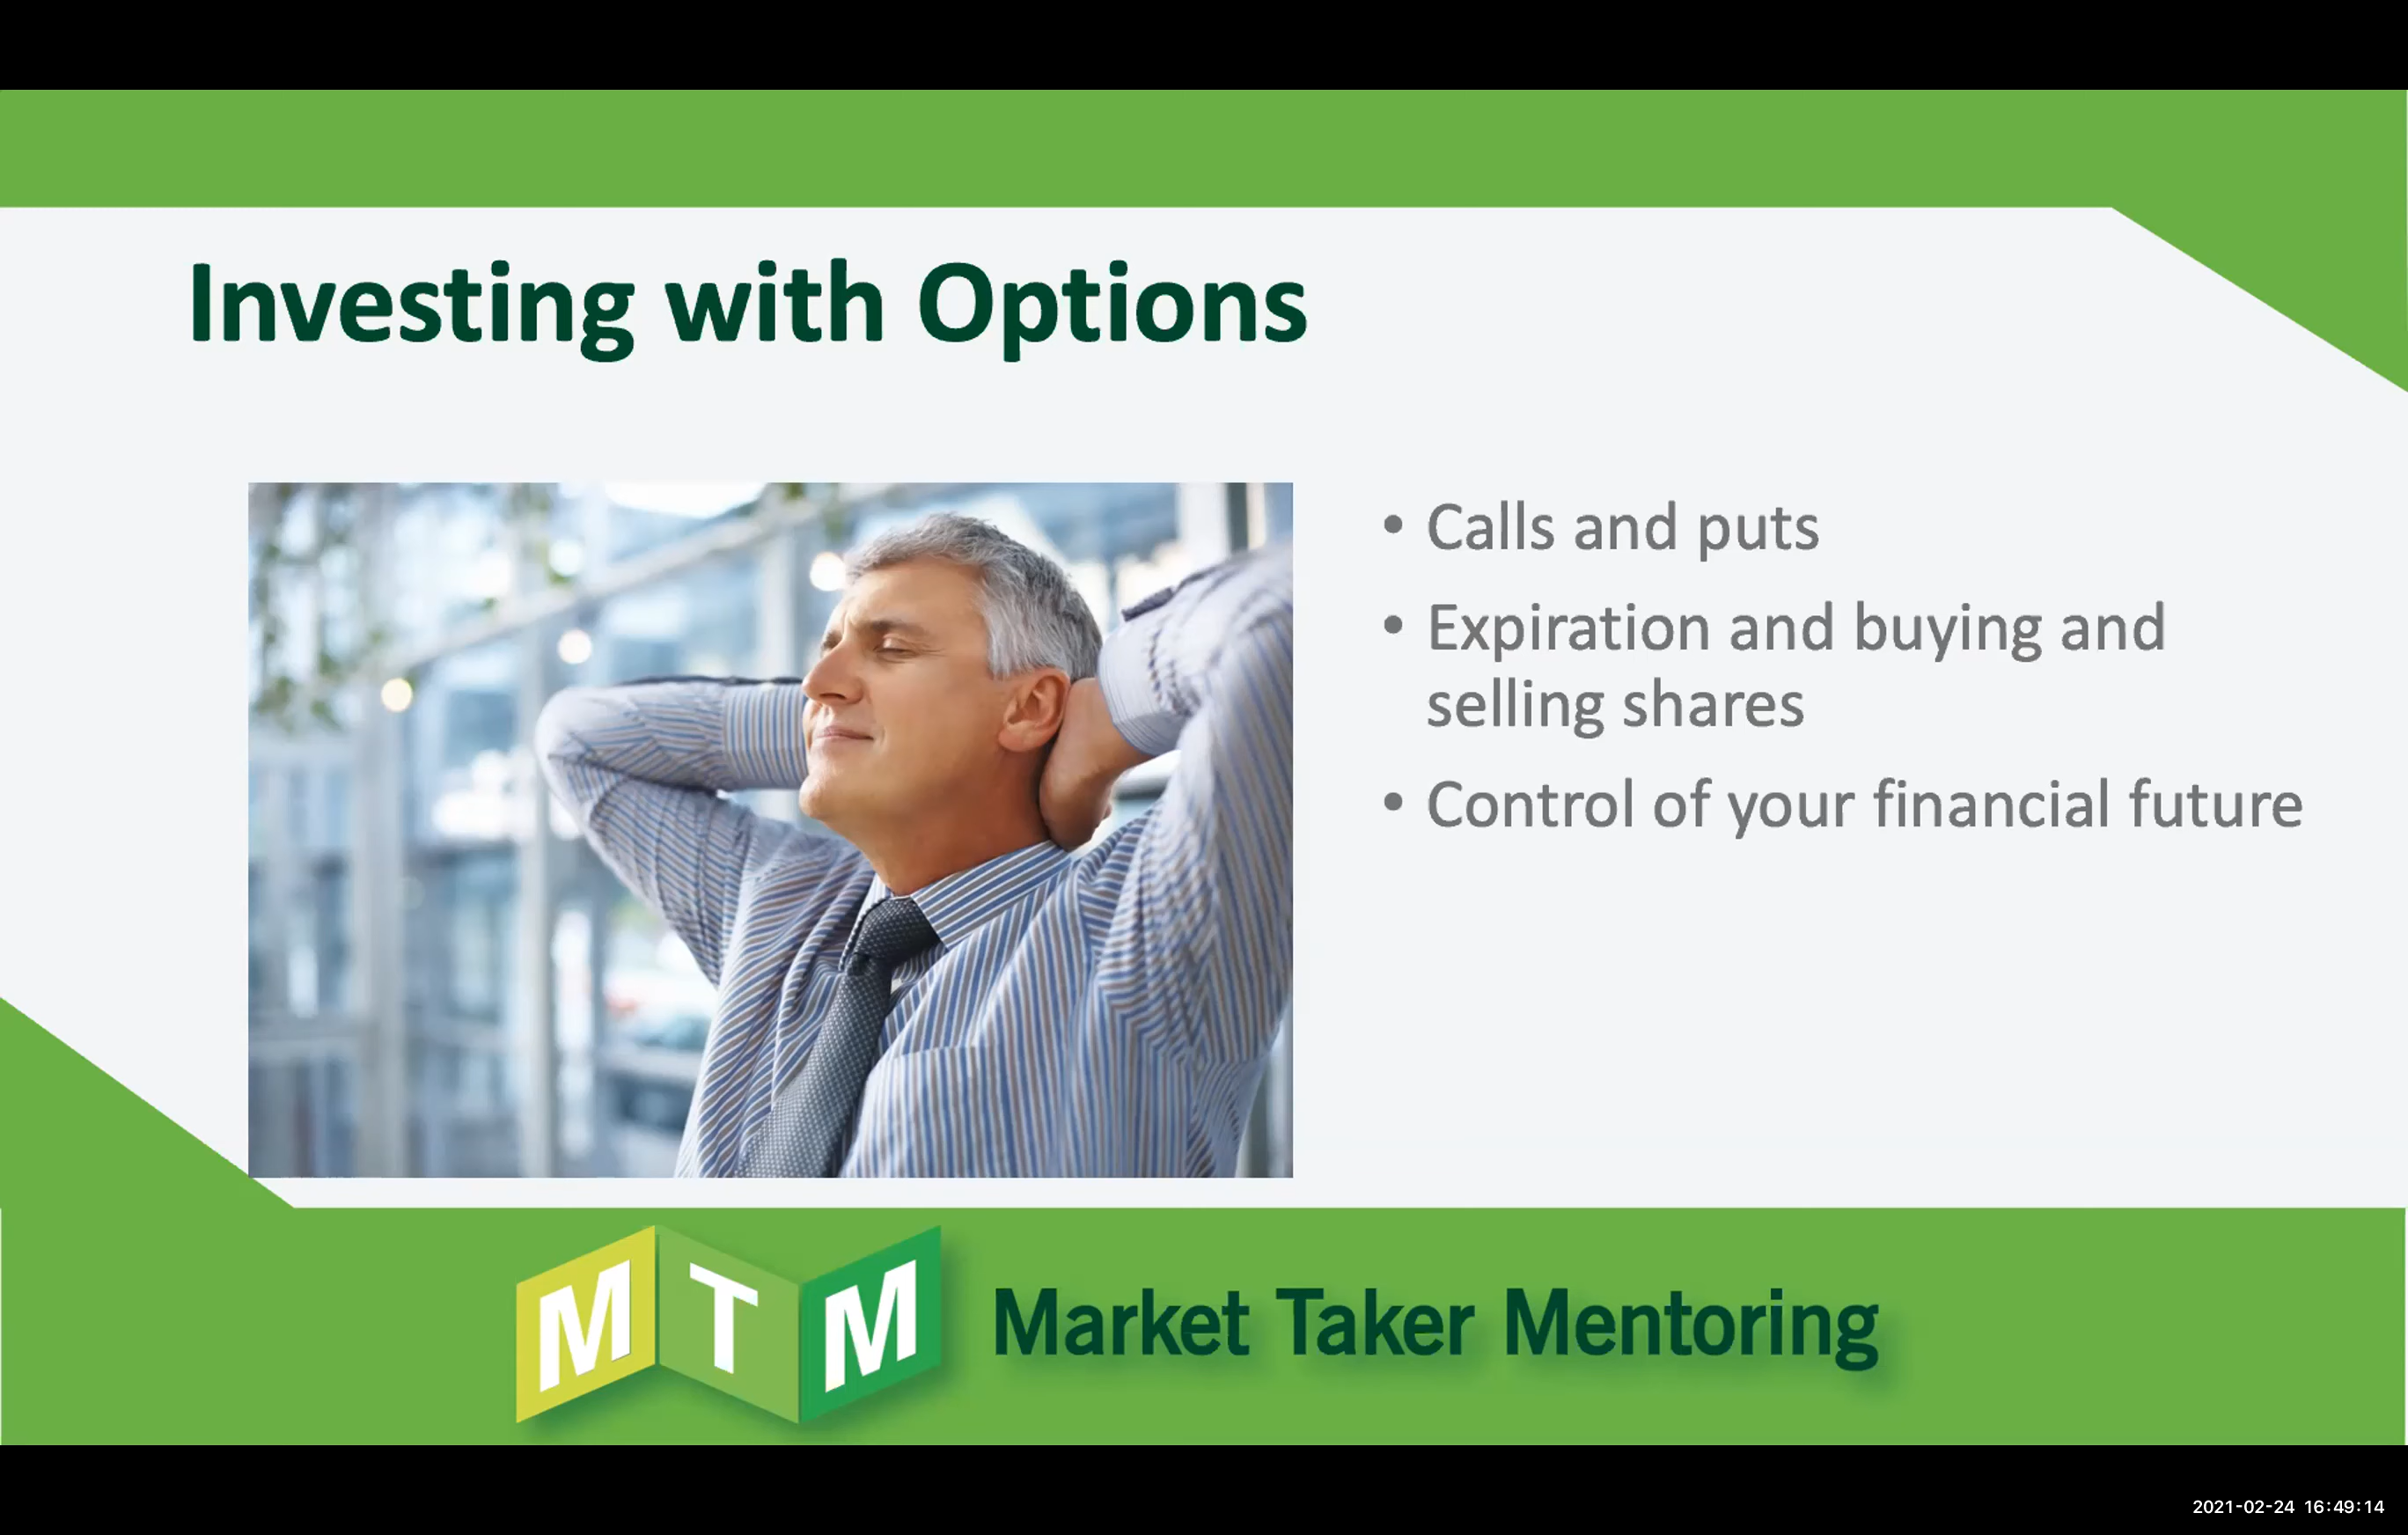 Investing with Options
• Calls and puts
• Expiration and buying and
selling shares
• Control of your financial future
MTM Market Taker Mentoring
2021-02-24 16:49:14